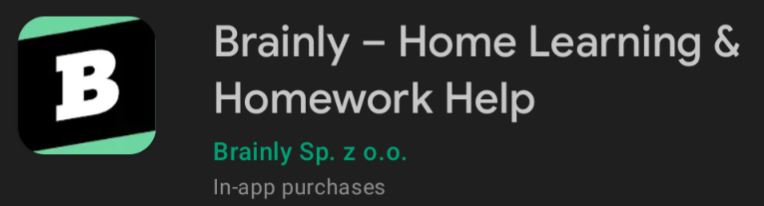 B
Brainly – Home Learning &
Homework Help
Brainly Sp. z o.o.
In-app purchases